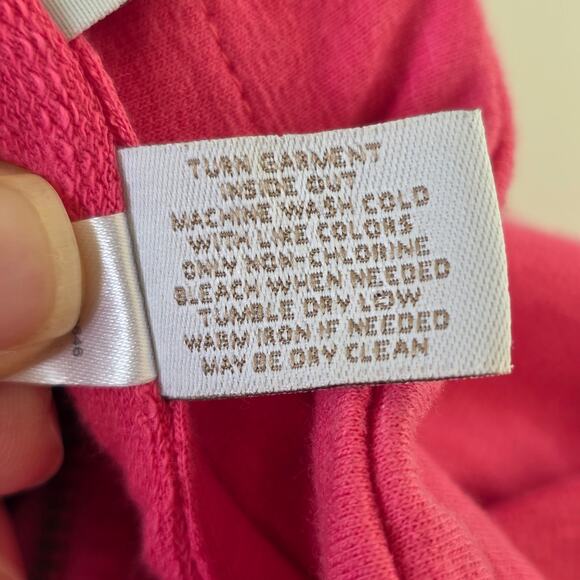 TURN GARMENT
INSIDE OUT
MACHINE WASH COLD
WITH LIKE COLORS
ONLY NON-CHLORINE
BLEACH WHEN NEEDED
TUMBLE DRY LOW
WARM IRON IF NEEDED
MAY BE DRY CLEAN